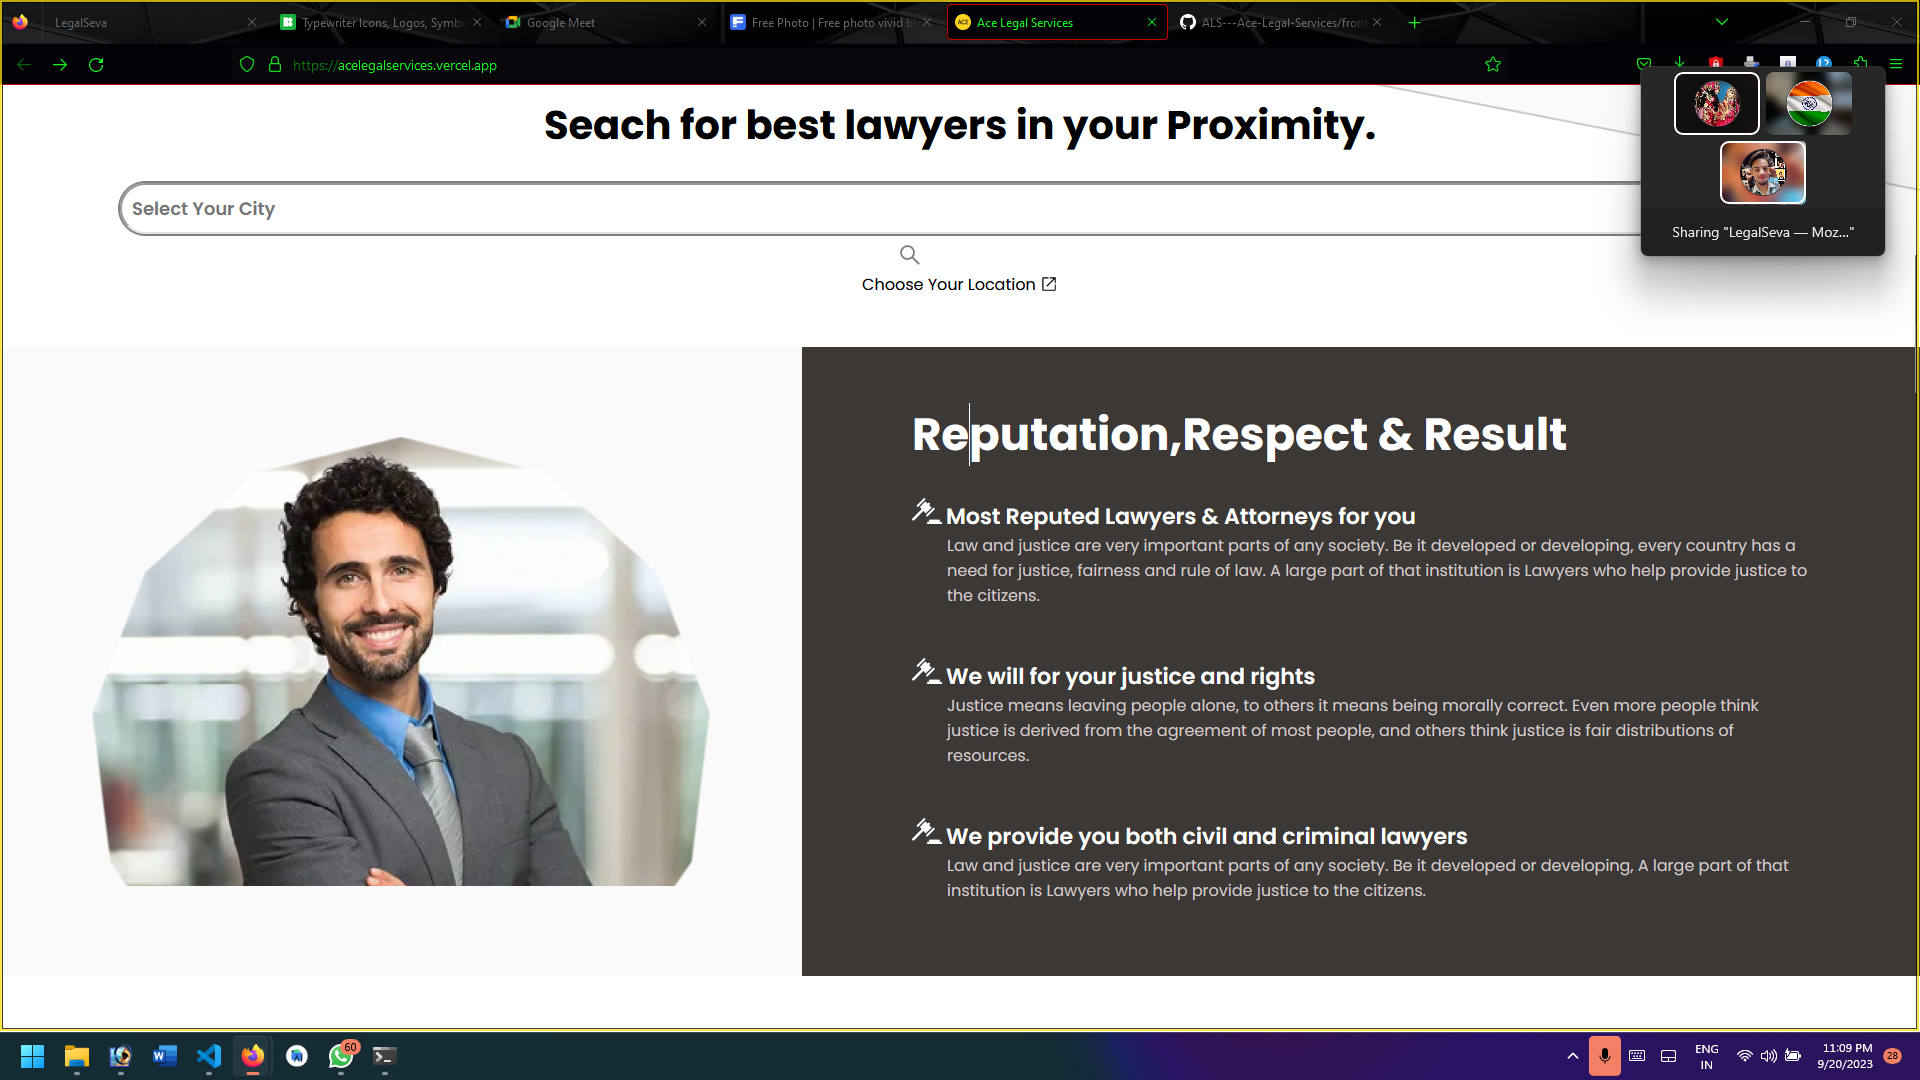 LegalSeva
Typewriter Icons, Logos, Symbo
Google Meet
Free Photo | Free photo vivid bl
Ace Legal Services
ALS---Ace-Legal-Services/front
https://acelegalservices.vercel.app
Seach for best lawyers in your Proximity.
Select Your City
Choose Your Location
Sharing "LegalSeva — Moz..."
Reputation,Respect & Result
Most Reputed Lawyers & Attorneys for you
Law and justice are very important parts of any society. Be it developed or developing, every country has a
need for justice, fairness and rule of law. A large part of that institution is Lawyers who help provide justice to
the citizens.
We will for your justice and rights
Justice means leaving people alone, to others it means being morally correct. Even more people think
justice is derived from the agreement of most people, and others think justice is fair distributions of
resources.
We provide you both civil and criminal lawyers
Law and justice are very important parts of any society. Be it developed or developing, A large part of that
institution is Lawyers who help provide justice to the citizens.
60
ENG
IN
11:09 PM
9/20/2023
28